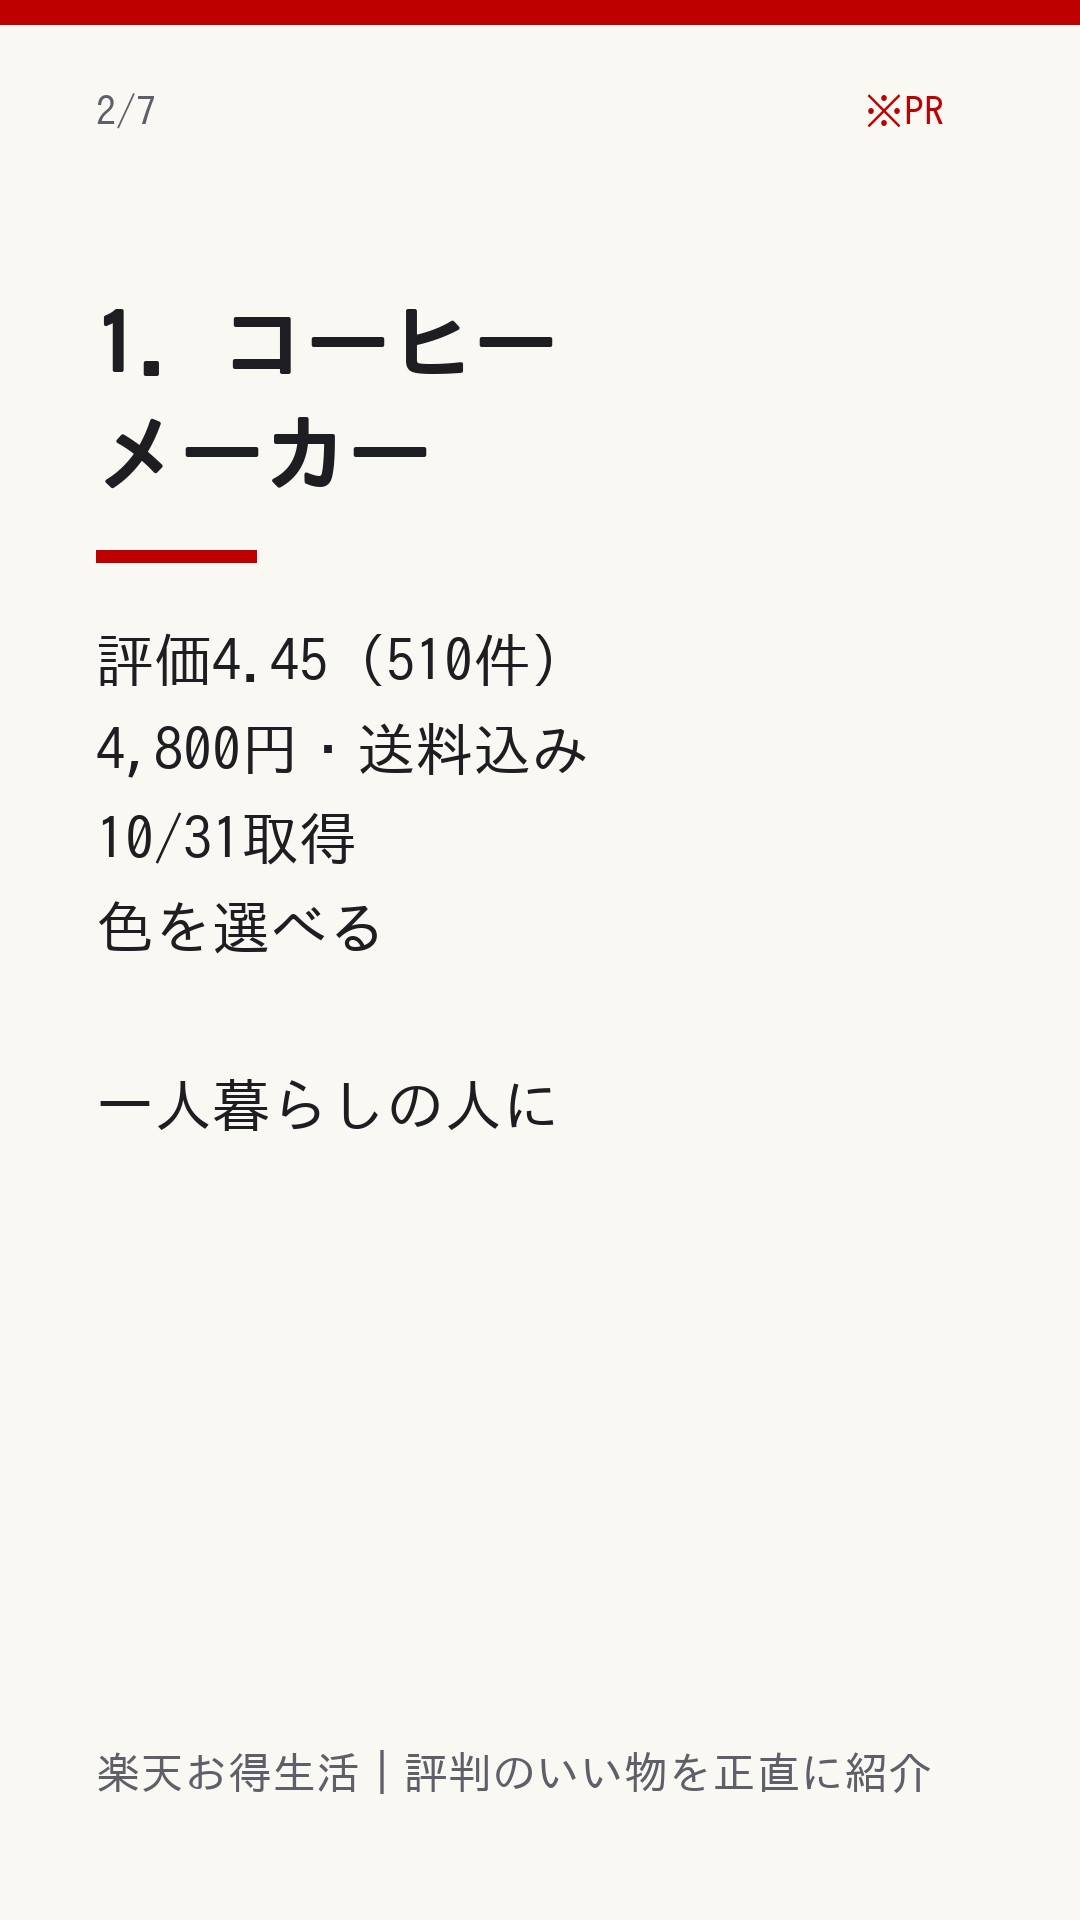 2/7
※PR
1. コーヒー
メーカー
評価4.45（510件）
4,800円・送料込み
10/31取得
色を選べる
一人暮らしの人に
楽天お得生活｜評判のいい物を正直に紹介